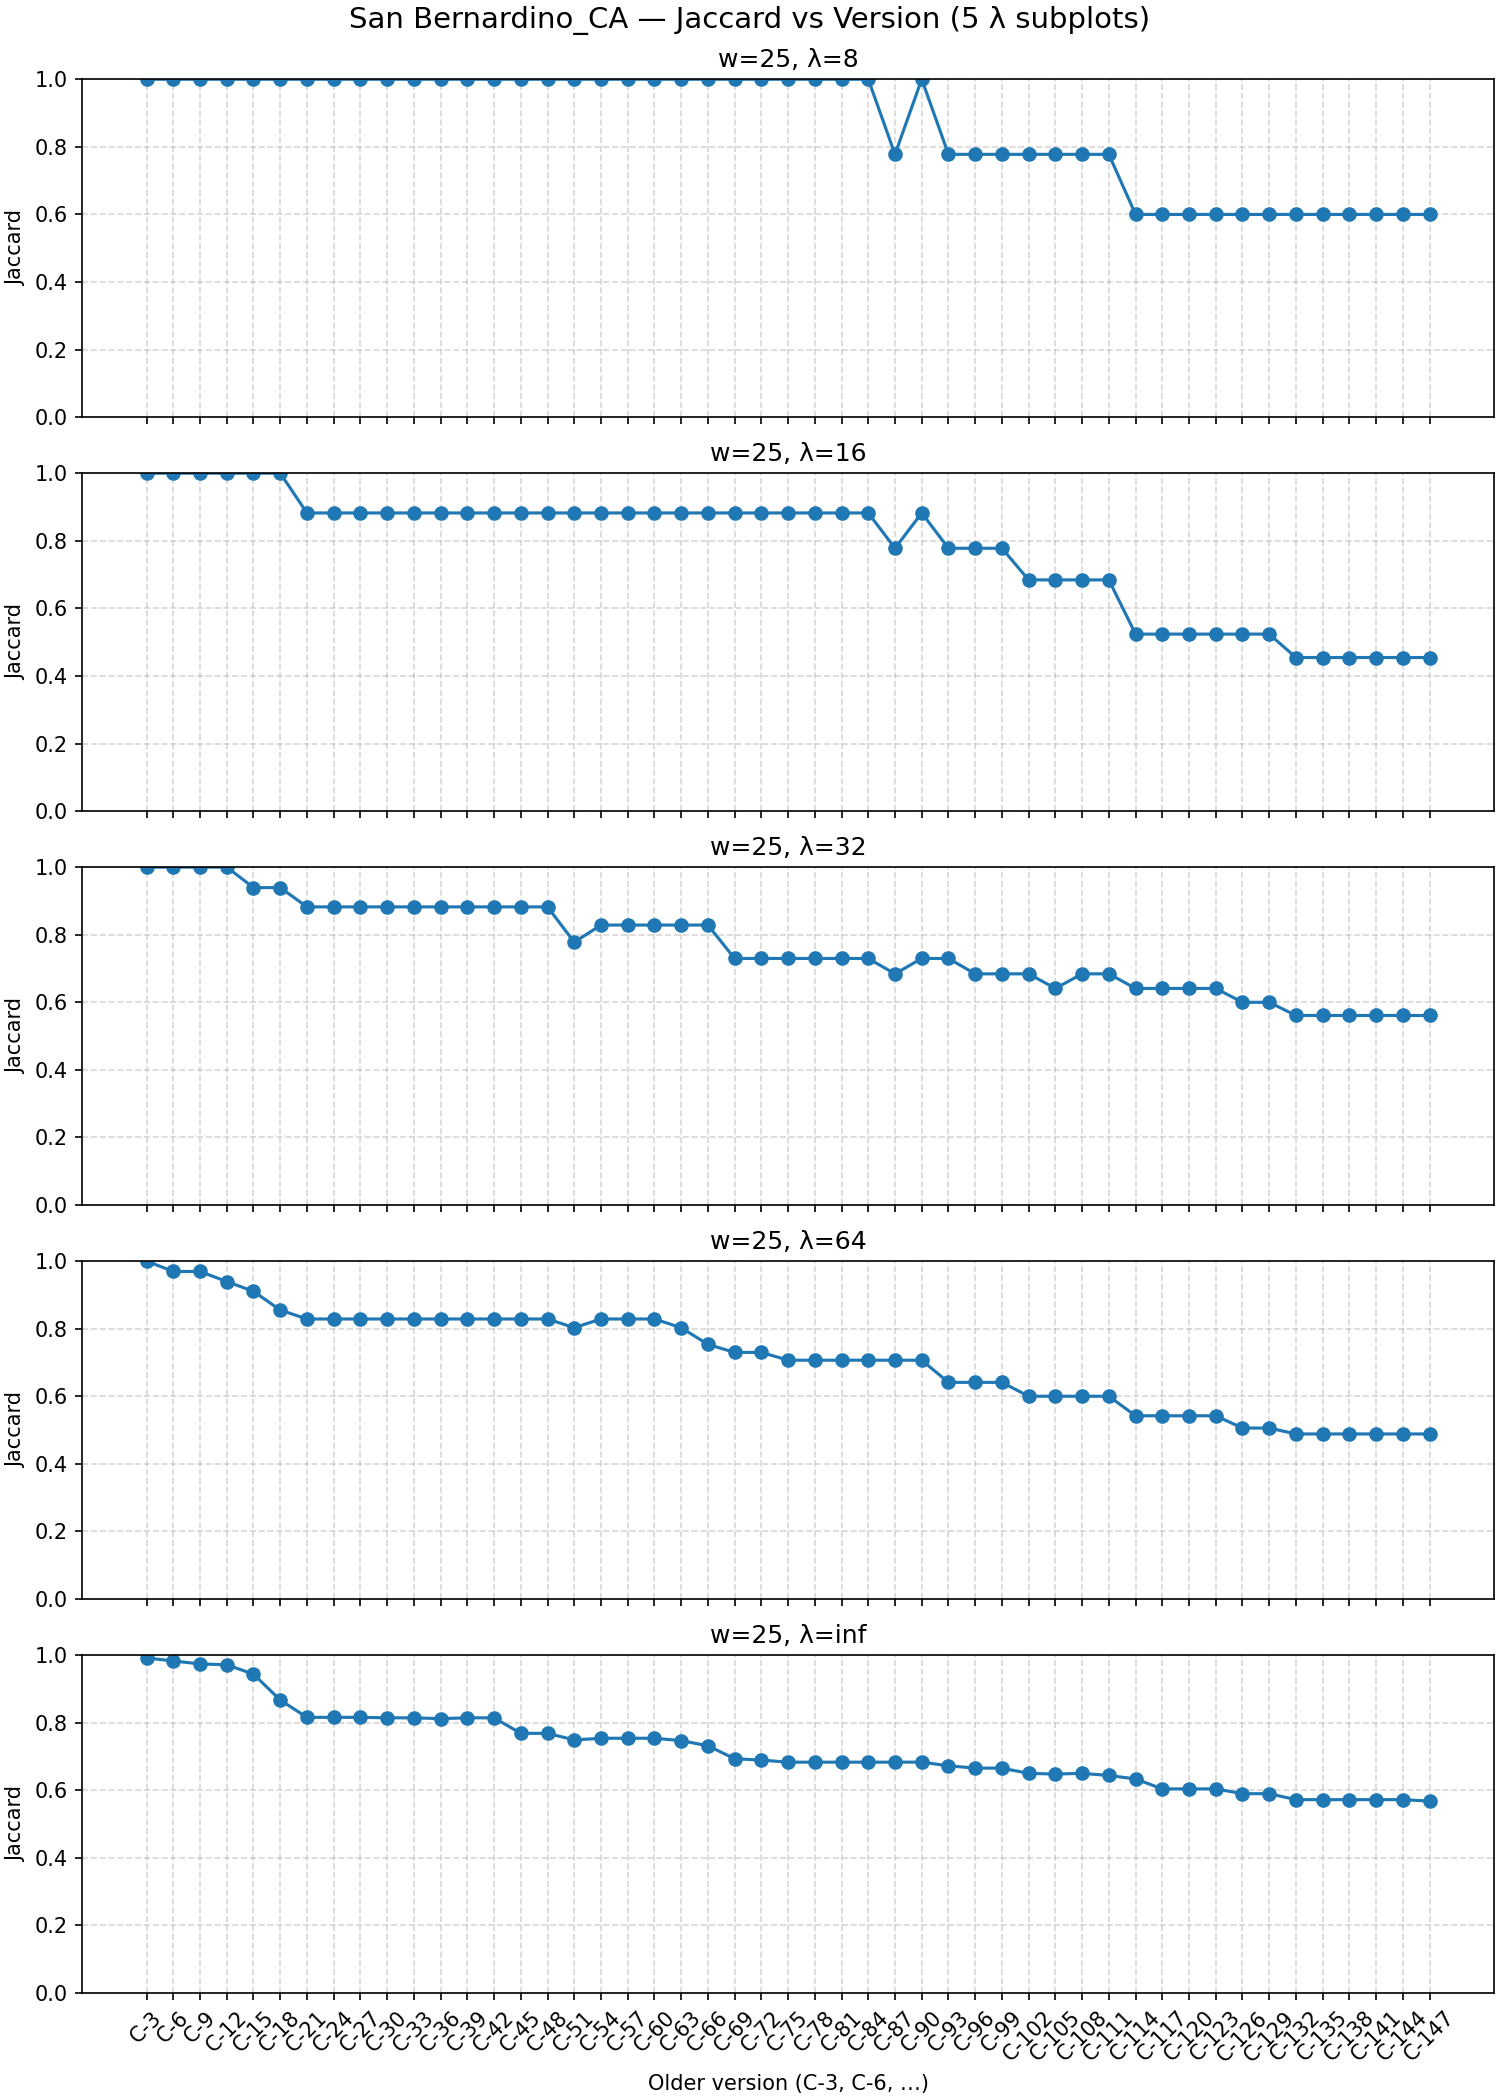 San Bernardino_CA — Jaccard vs Version (5 λ subplots)
w=25, λ=8
Jaccard
1.0
0.8
0.6
0.4
0.2
0.0
w=25, λ=16
Jaccard
1.0
0.8
0.6
0.4
0.2
0.0
w=25, λ=32
Jaccard
1.0
0.8
0.6
0.4
0.2
0.0
w=25, λ=64
Jaccard
1.0
0.8
0.6
0.4
0.2
0.0
w=25, λ=inf
Jaccard
1.0
0.8
0.6
0.4
0.2
0.0
C-3 C-6 C-9 C-12 C-15 C-18 C-21 C-24 C-27 C-30 C-33 C-36 C-39 C-42 C-45 C-48 C-51 C-54 C-57 C-60 C-63 C-66 C-69 C-72 C-75 C-78 C-81 C-84 C-87 C-90 C-93 C-96 C-99 C-102 C-105 C-108 C-111 C-114 C-117 C-120 C-123 C-126 C-129 C-132 C-135 C-138 C-141 C-144 C-147
Older version (C-3, C-6, ...)